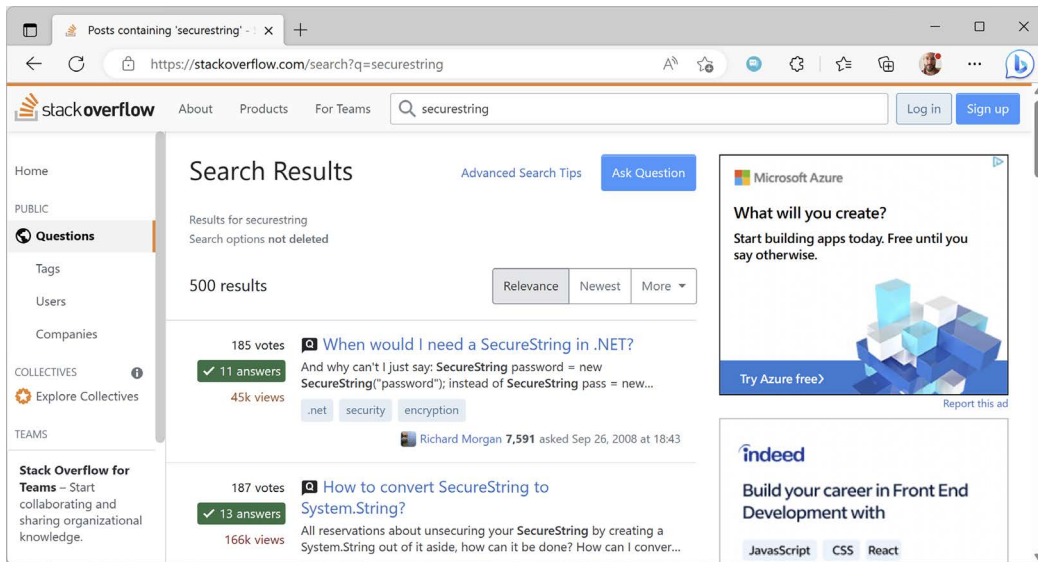 Posts containing 'securestring' - S
https://stackoverflow.com/search?q=securestring
stackoverflow
About
Products
For Teams
securestring
Log in
Sign up
Home
PUBLIC
Questions
Tags
Users
Companies
COLLECTIVES
Explore Collectives
TEAMS
Stack Overflow for
Teams – Start
collaborating and
sharing organizational
knowledge.
Search Results
Advanced Search Tips
Ask Question
Results for securestring
Search options not deleted
500 results
Relevance
Newest
More
185 votes
11 answers
45k views
When would I need a SecureString in .NET?
And why can't I just say: SecureString password = new
SecureString("password"); instead of SecureString pass = new...
.net
security
encryption
Richard Morgan 7,591 asked Sep 26, 2008 at 18:43
187 votes
13 answers
166k views
How to convert SecureString to
System.String?
All reservations about unsecuring your SecureString by creating a
System.String out of it aside, how can it be done? How can I conver...
Microsoft Azure
What will you create?
Start building apps today. Free until you
say otherwise.
Try Azure free>
Report this ad
indeed
Build your career in Front End
Development with
JavasScript
CSS
React